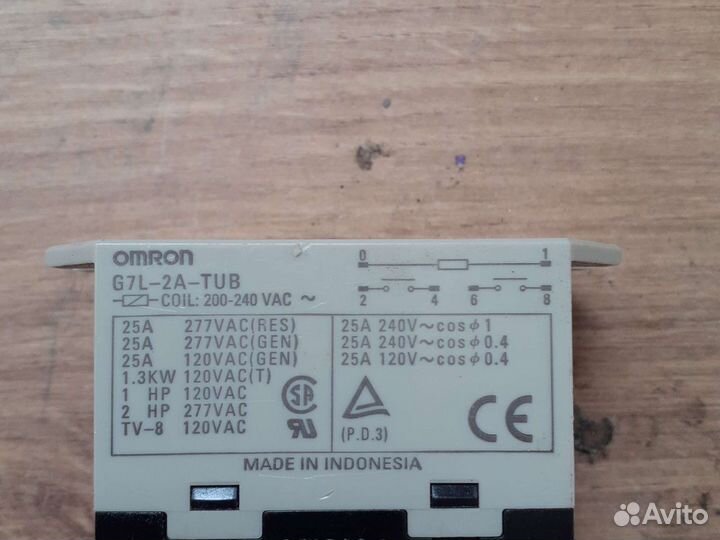 OMRON
G7L-2A-TUB
COIL: 200-240 VAC ~
0 1
2 4 6 8
25A 277VAC(RES)
25A 277VAC(GEN)
25A 120VAC(GEN)
1.3KW 120VAC(T)
1 HP 120VAC
2 HP 277VAC
TV-8 120VAC
25A 240V~cosφ1
25A 240V~cosφ0.4
25A 120V~cosφ0.4
(P.D.3)
CE
MADE IN INDONESIA
Avito